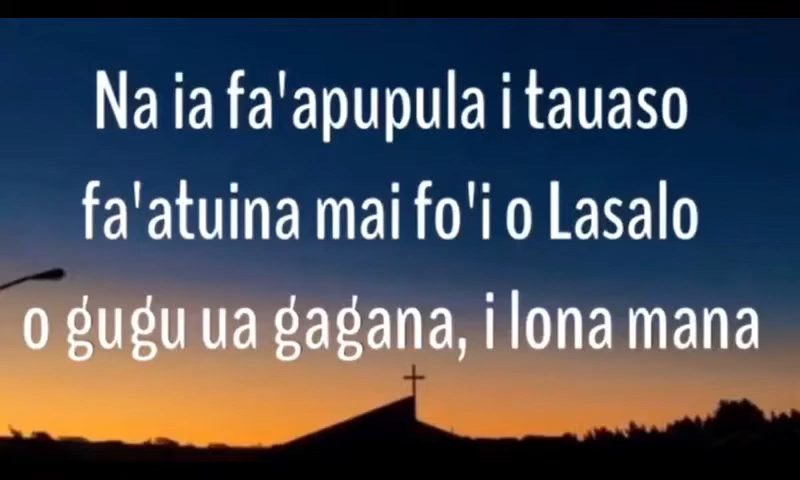 Na ia fa'apupula i tauaso
fa'atuina mai fo'i o Lasalo
o gugu ua gagana, i lona mana